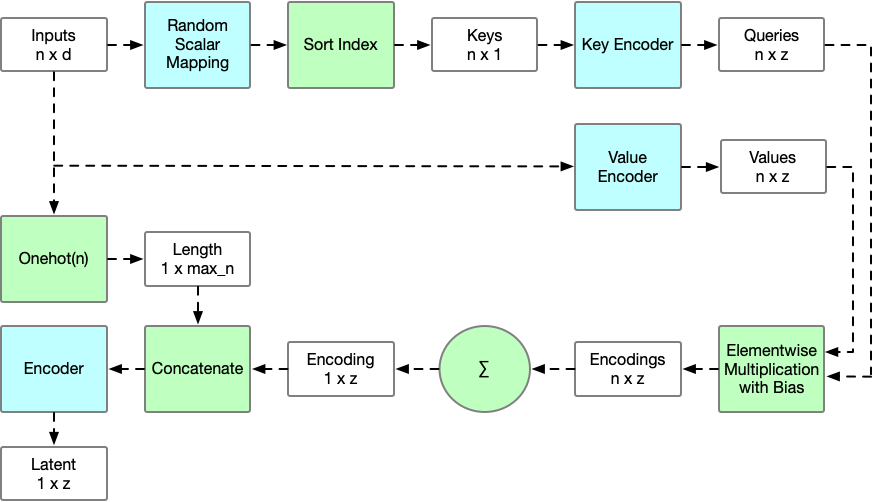 Inputs
n x d
Random
Scalar
Mapping
Sort Index
Keys
n x 1
Key Encoder
Queries
n x z
Value
Encoder
Values
n x z
Onehot(n)
Length
1 x max_n
Encoder
Concatenate
Encoding
1 x z
∑
Encodings
n x z
Elementwise
Multiplication
with Bias
Latent
1 x z